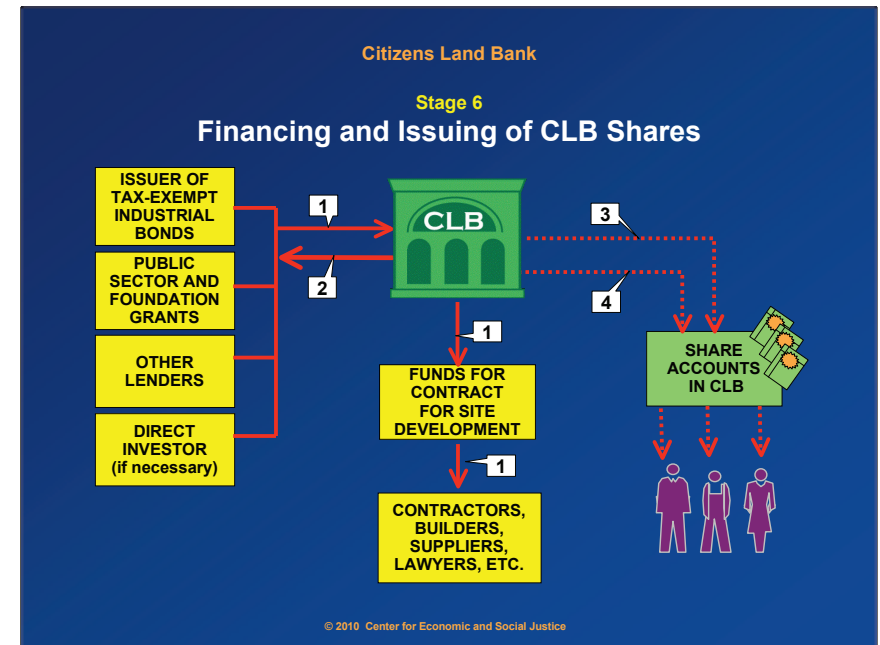 Citizens Land Bank
Stage 6
Financing and Issuing of CLB Shares
ISSUER OF
TAX-EXEMPT
INDUSTRIAL
BONDS
PUBLIC
SECTOR AND
FOUNDATION
GRANTS
OTHER
LENDERS
DIRECT
INVESTOR
(if necessary)
1
2
CLB
3
4
1
FUNDS FOR
CONTRACT
FOR SITE
DEVELOPMENT
1
CONTRACTORS,
BUILDERS,
SUPPLIERS,
LAWYERS, ETC.
SHARE
ACCOUNTS
IN CLB
© 2010 Center for Economic and Social Justice